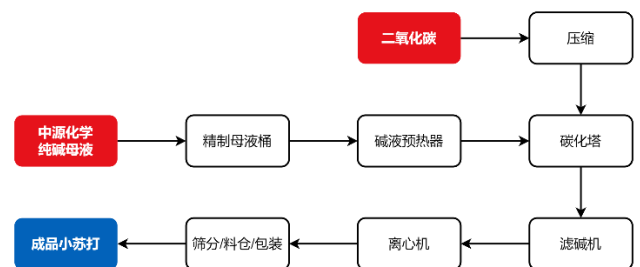 二氧化碳
压缩
中源化学
纯碱母液
精制母液桶
碱液预热器
碳化塔
成品小苏打
筛分/料仓/包装
离心机
滤碱机